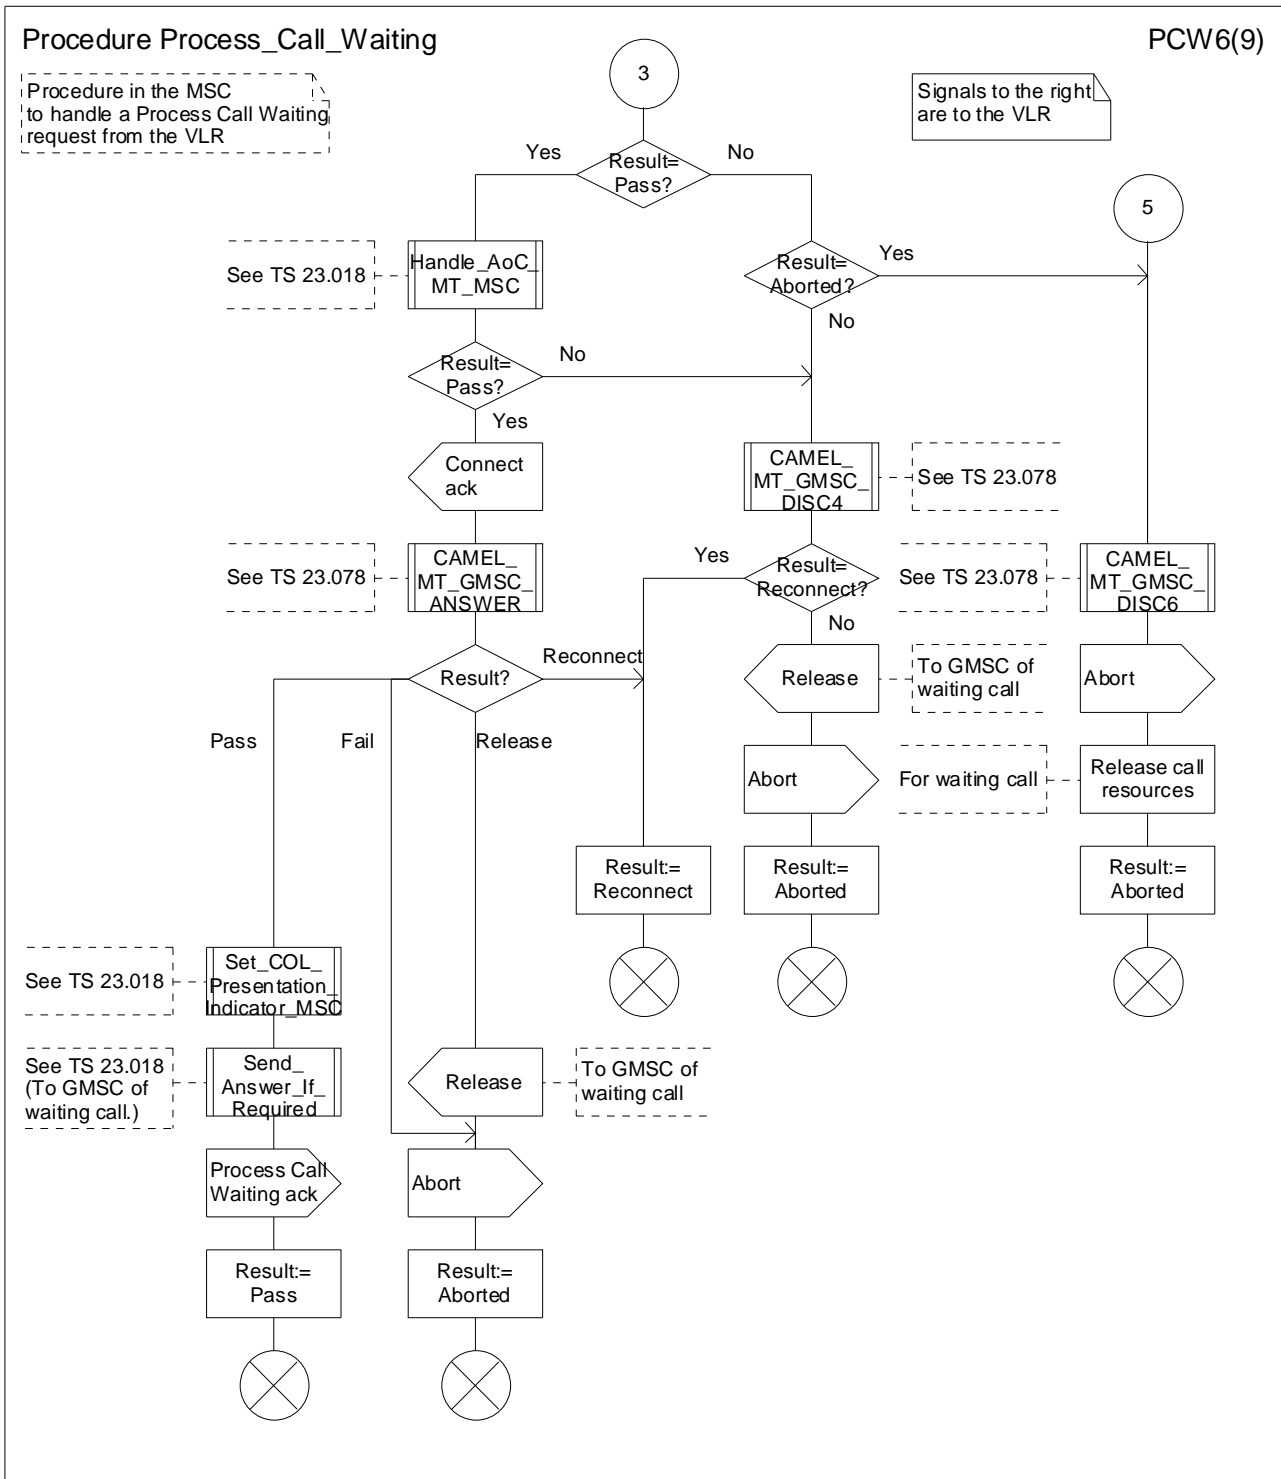 Procedure Process_Call_Waiting
PCW6(9)
Procedure in the MSC
to handle a Process Call Waiting
request from the VLR
3
Signals to the right
are to the VLR
Yes
Result=
Pass?
No
5
See TS 23.018
Handle_AoC_
MT_MSC
Result=
Aborted?
Yes
No
Result=
Pass?
No
Yes
Connect
ack
CAMEL_
MT_GMSC_
DISC4
See TS 23.078
See TS 23.078
CAMEL_
MT_GMSC_
ANSWER
Yes
Result=
Reconnect?
No
See TS 23.078
CAMEL_
MT_GMSC_
DISC6
Result?
Reconnect
Release
To GMSC of
waiting call
Abort
Pass
Fail
Release
Abort
For waiting call
Release call
resources
Result:=
Reconnect
Result:=
Aborted
Result:=
Aborted
See TS 23.018
Set_COL_
Presentation_
Indicator_MSC
See TS 23.018
(To GMSC of
waiting call.)
Send_
Answer_If_
Required
Release
To GMSC of
waiting call
Process Call
Waiting ack
Abort
Result:=
Pass
Result:=
Aborted